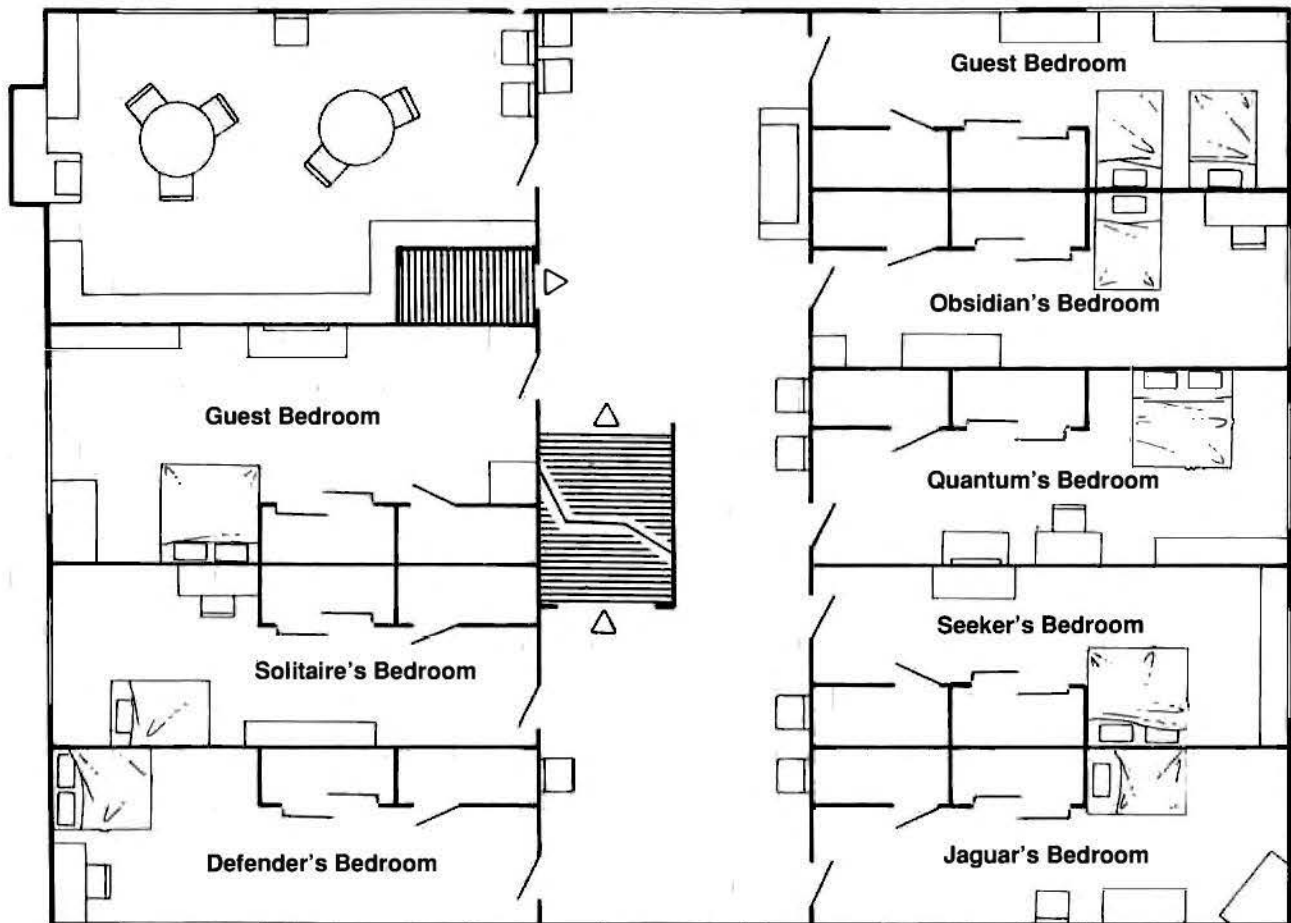 Guest Bedroom
Obsidian's Bedroom
Guest Bedroom
Quantum's Bedroom
Seeker's Bedroom
Solitaire's Bedroom
Defender's Bedroom
Jaguar's Bedroom